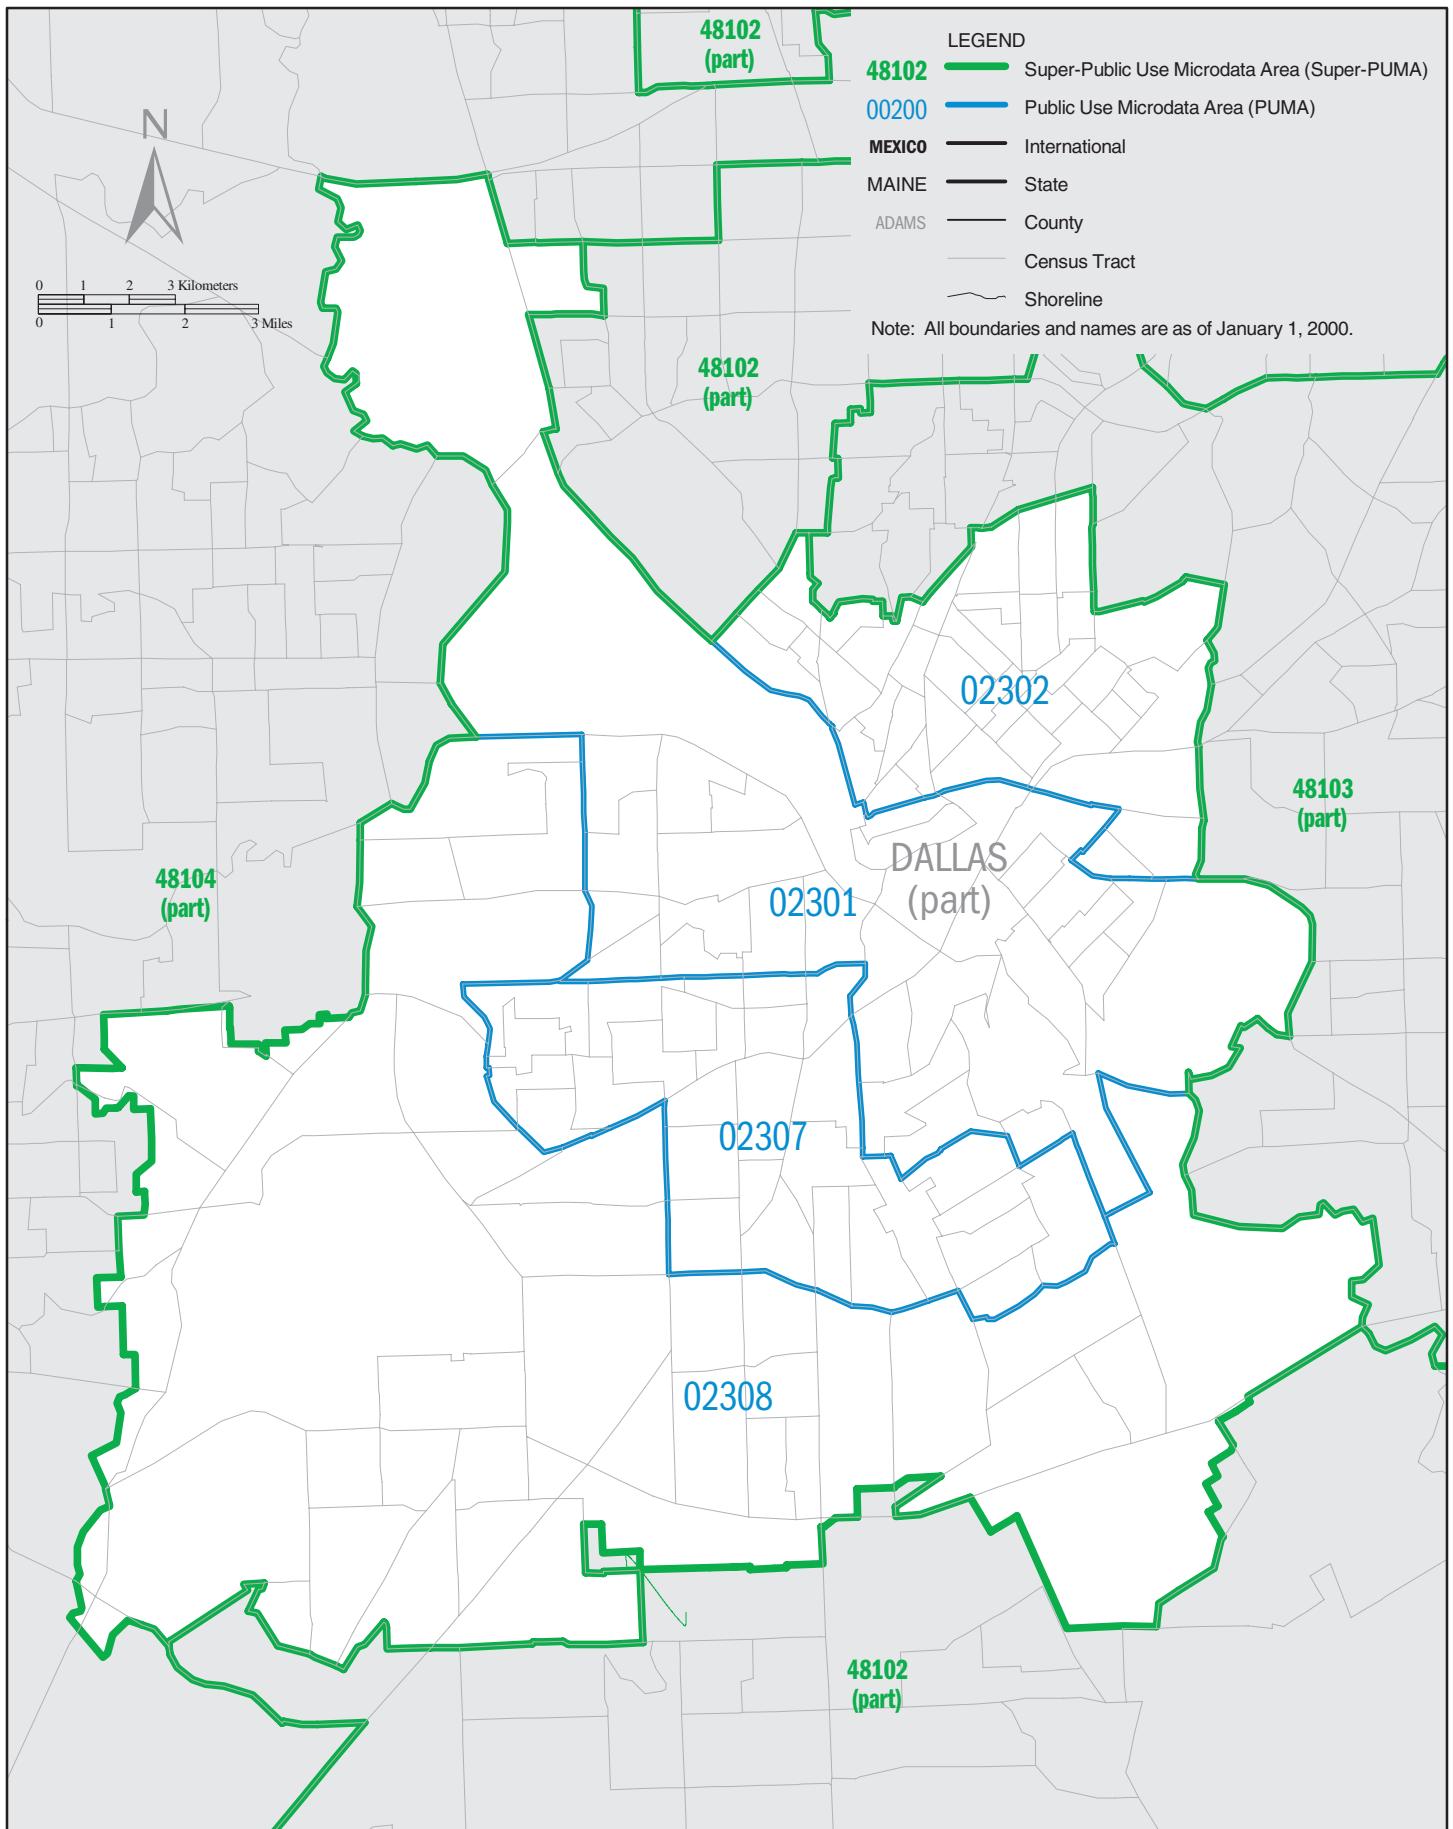 48102
(part)
LEGEND
48102 Super-Public Use Microdata Area (Super-PUMA)
00200 Public Use Microdata Area (PUMA)
MEXICO International
MAINE State
ADAMS County
Census Tract
Shoreline
Note: All boundaries and names are as of January 1, 2000.
N
0 1 2 3 Kilometers
0 1 2 3 Miles
48102
(part)
02302
48103
(part)
DALLAS
(part)
48104
(part)
02301
02307
02308
48102
(part)